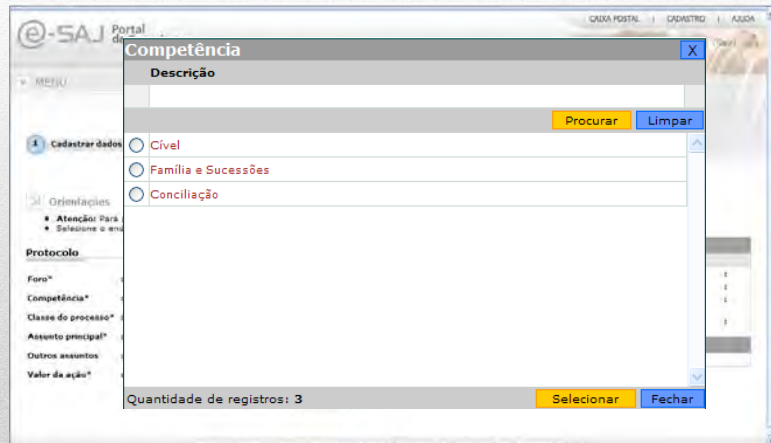 CAIXA POSTAL | CADASTRO | AJUDA
e-SAJ Portal
MENU
Competência X
Descrição
Procurar Limpar
1 Cadastrar dados
Cível
Família e Sucessões
Conciliação
Orientações
Atenção: Para
Selecione o
Protocolo
Foro*
Competência*
Classe do processo*
Assunto principal*
Outros assuntos
Valor da ação*
Quantidade de registros: 3 Selecionar Fechar